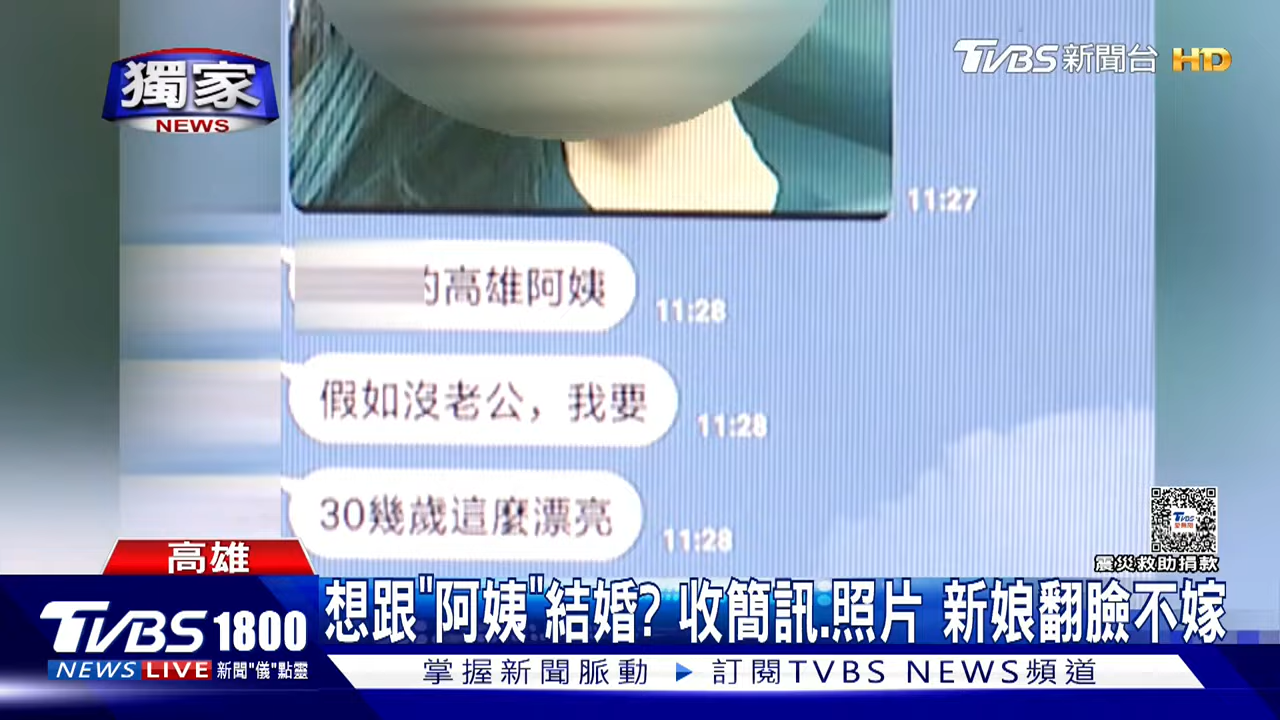 獨家
NEWS
TVBS新聞台 HD
11:27
的高雄阿姨
11:28
假如沒老公，我要
11:28
30幾歲這麼漂亮
11:28
TVBS
震災救助捐款
高雄
想跟"阿姨"結婚? 收簡訊.照片 新娘翻臉不嫁
TVBS 1800
NEWS LIVE 新聞"儀"點靈
掌握新聞脈動 ▶ 訂閱TVBS NEWS頻道